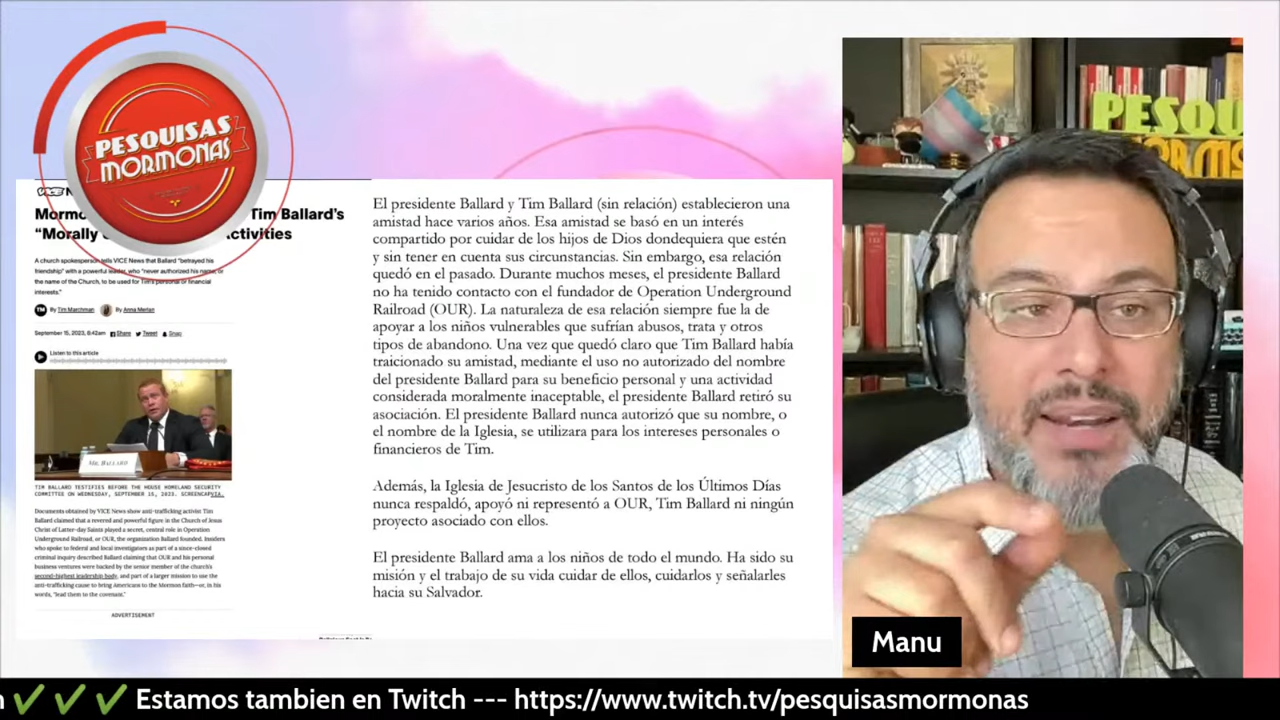 PESQUISAS
MORMONAS
VICE N
Mormo Tim Ballard's
“Morally ctivities
A church spokesperson tells VICE News that Ballard “betrayed his
friendship” with a powerful leader, who “never authorized his name, or
the name of the Church, to be used for Tim's personal or financial
interests.”
TM By Tim Marchman By Anna Merlan
September 15, 2023, 6:42am Share Tweet Snap
Listen to this article
MR. BALLARD
TIM BALLARD TESTIFIES BEFORE THE HOUSE HOMELAND SECURITY
COMMITTEE ON WEDNESDAY, SEPTEMBER 15, 2023. SCREENCAP VIA.
Documents obtained by VICE News show anti-trafficking activist Tim
Ballard claimed that a revered and powerful figure in the Church of Jesus
Christ of Latter-day Saints played a secret, central role in Operation
Underground Railroad, or OUR, the organization Ballard founded. Insiders
who spoke to federal and local investigators as part of a since-closed
criminal inquiry described Ballard claiming that OUR and his personal
business ventures were backed by the senior member of the church's
second-highest leadership body, and part of a larger mission to use the
anti-trafficking cause to bring Americans to the Mormon faith—or, in his
words, “lead them to the covenants.”
ADVERTISEMENT
El presidente Ballard y Tim Ballard (sin relación) establecieron una
amistad hace varios años. Esa amistad se basó en un interés
compartido por cuidar de los hijos de Dios dondequiera que estén
y sin tener en cuenta sus circunstancias. Sin embargo, esa relación
quedó en el pasado. Durante muchos meses, el presidente Ballard
no ha tenido contacto con el fundador de Operation Underground
Railroad (OUR). La naturaleza de esa relación siempre fue la de
apoyar a los niños vulnerables que sufrían abusos, trata y otros
tipos de abandono. Una vez que quedó claro que Tim Ballard había
traicionado su amistad, mediante el uso no autorizado del nombre
del presidente Ballard para su beneficio personal y una actividad
considerada moralmente inaceptable, el presidente Ballard retiró su
asociación. El presidente Ballard nunca autorizó que su nombre, o
el nombre de la Iglesia, se utilizara para los intereses personales o
financieros de Tim.
Además, la Iglesia de Jesucristo de los Santos de los Últimos Días
nunca respaldó, apoyó ni representó a OUR, Tim Ballard ni ningún
proyecto asociado con ellos.
El presidente Ballard ama a los niños de todo el mundo. Ha sido su
misión y el trabajo de su vida cuidar de ellos, cuidarlos y señalarles
hacia su Salvador.
PESQU
Manu
n ✓ ✓ ✓ Estamos tambien en Twitch --- https://www.twitch.tv/pesquisasmormonas